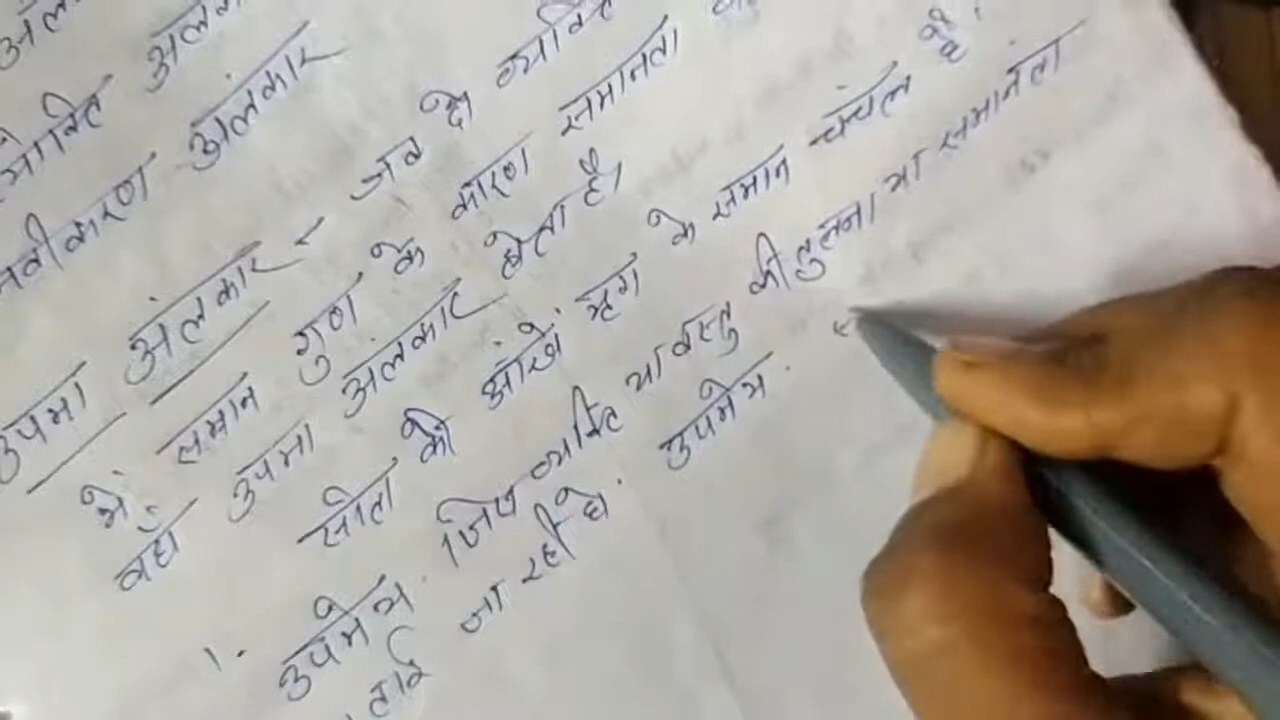 अलं
अलं
नवीकरण अलंकार
उपमा अलंकार - जब दो व्यक्ति
में समान गुण के कारण समानता
वहाँ उपमा अलंकार होता है।
सीता की आंखें मृग के समान चंचल है.
1. उपमेय. जिस व्यक्ति या वस्तु की तुलना या समानता
जा रही हो. उपमेय.